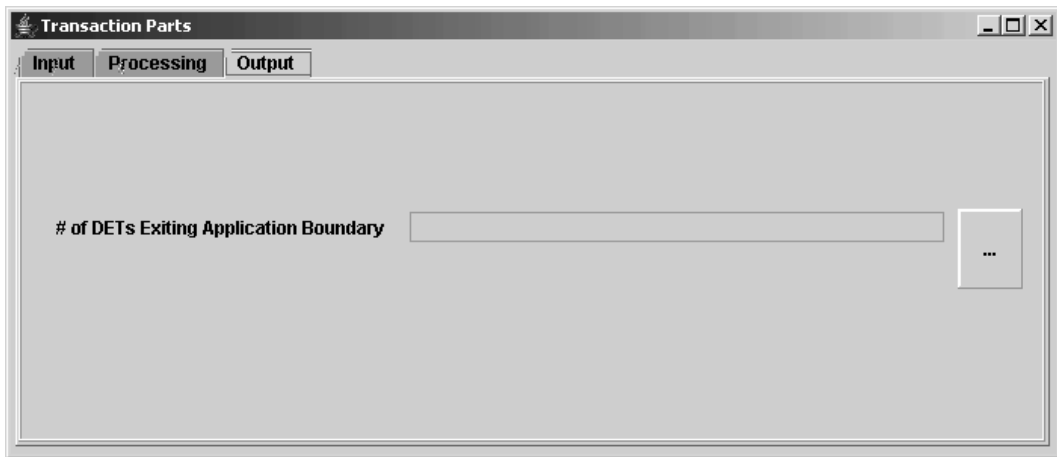 Transaction Parts
Input Processing Output
# of DETs Exiting Application Boundary ...